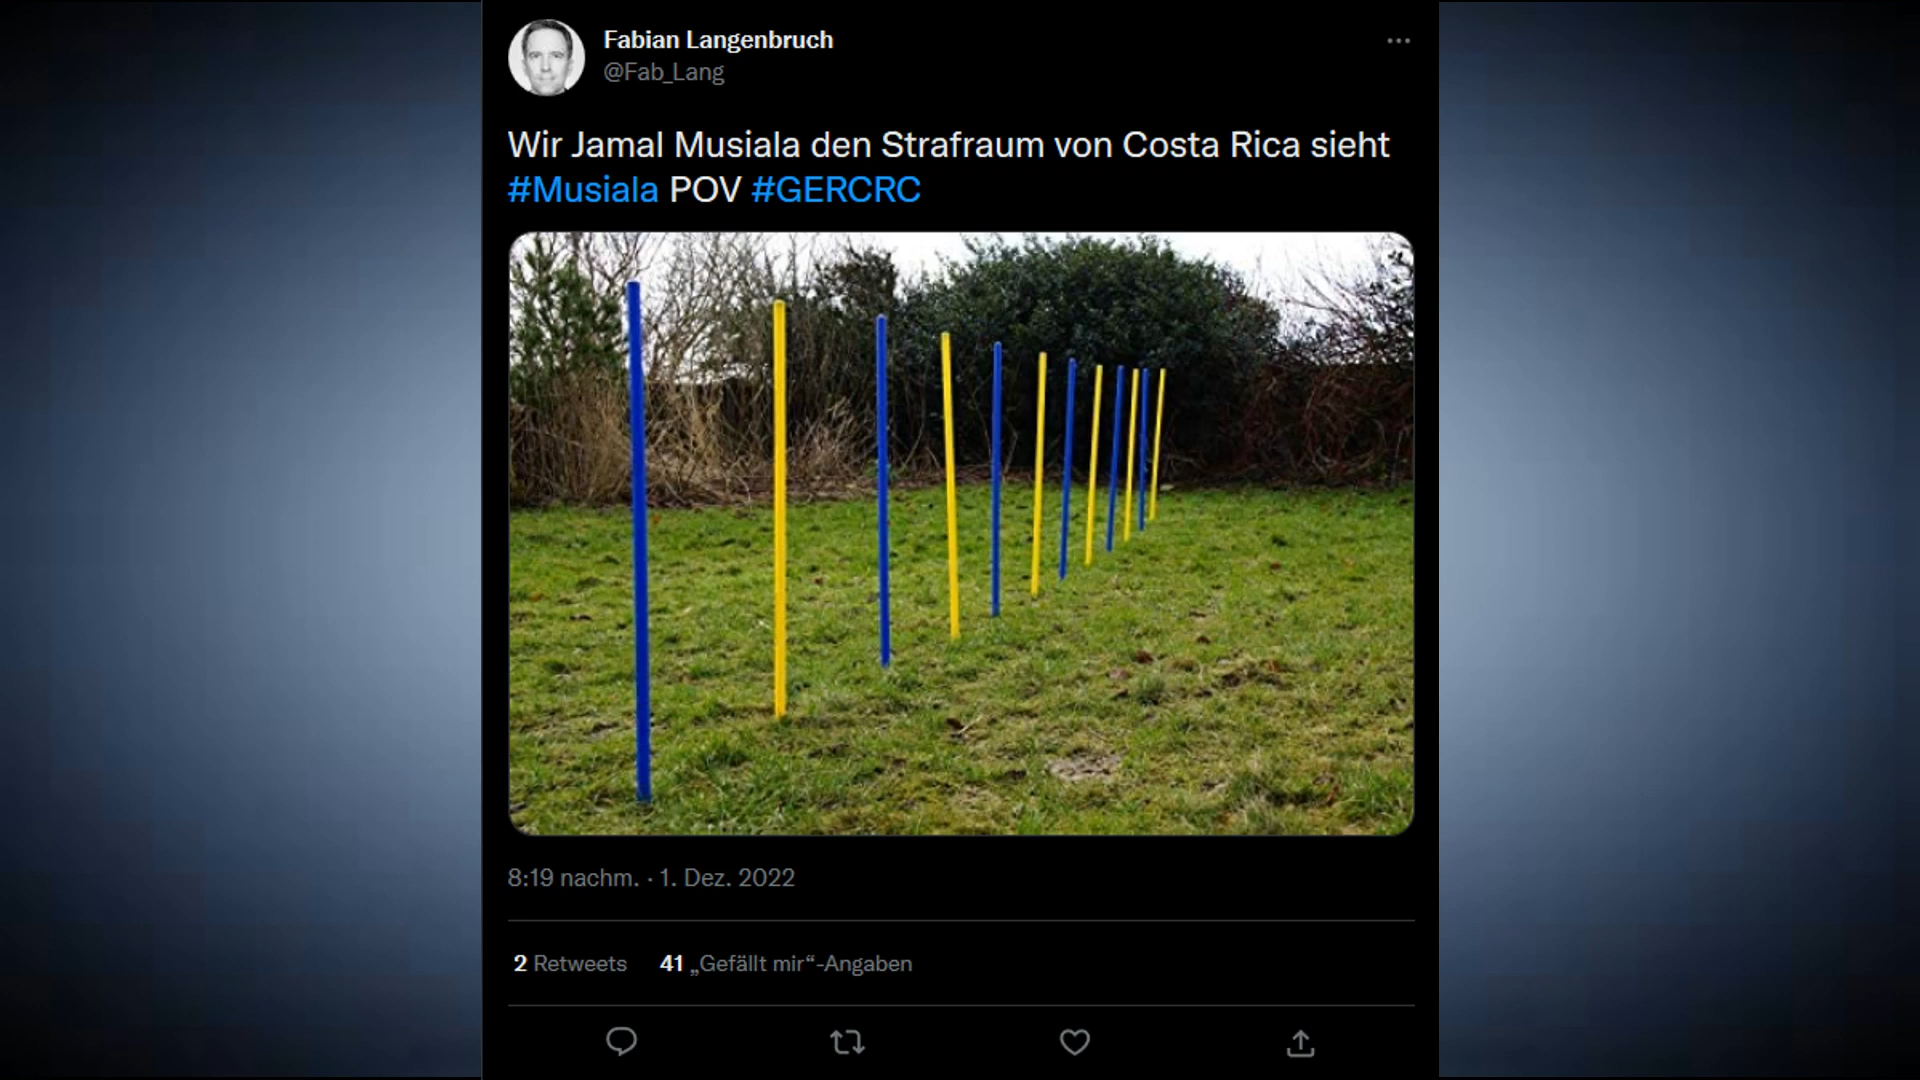 Fabian Langenbruch
@Fab_Lang
Wir Jamal Musiala den Strafraum von Costa Rica sieht
#Musiala POV #GERCRC
8:19 nachm. · 1. Dez. 2022
2 Retweets 41 „Gefällt mir“-Angaben